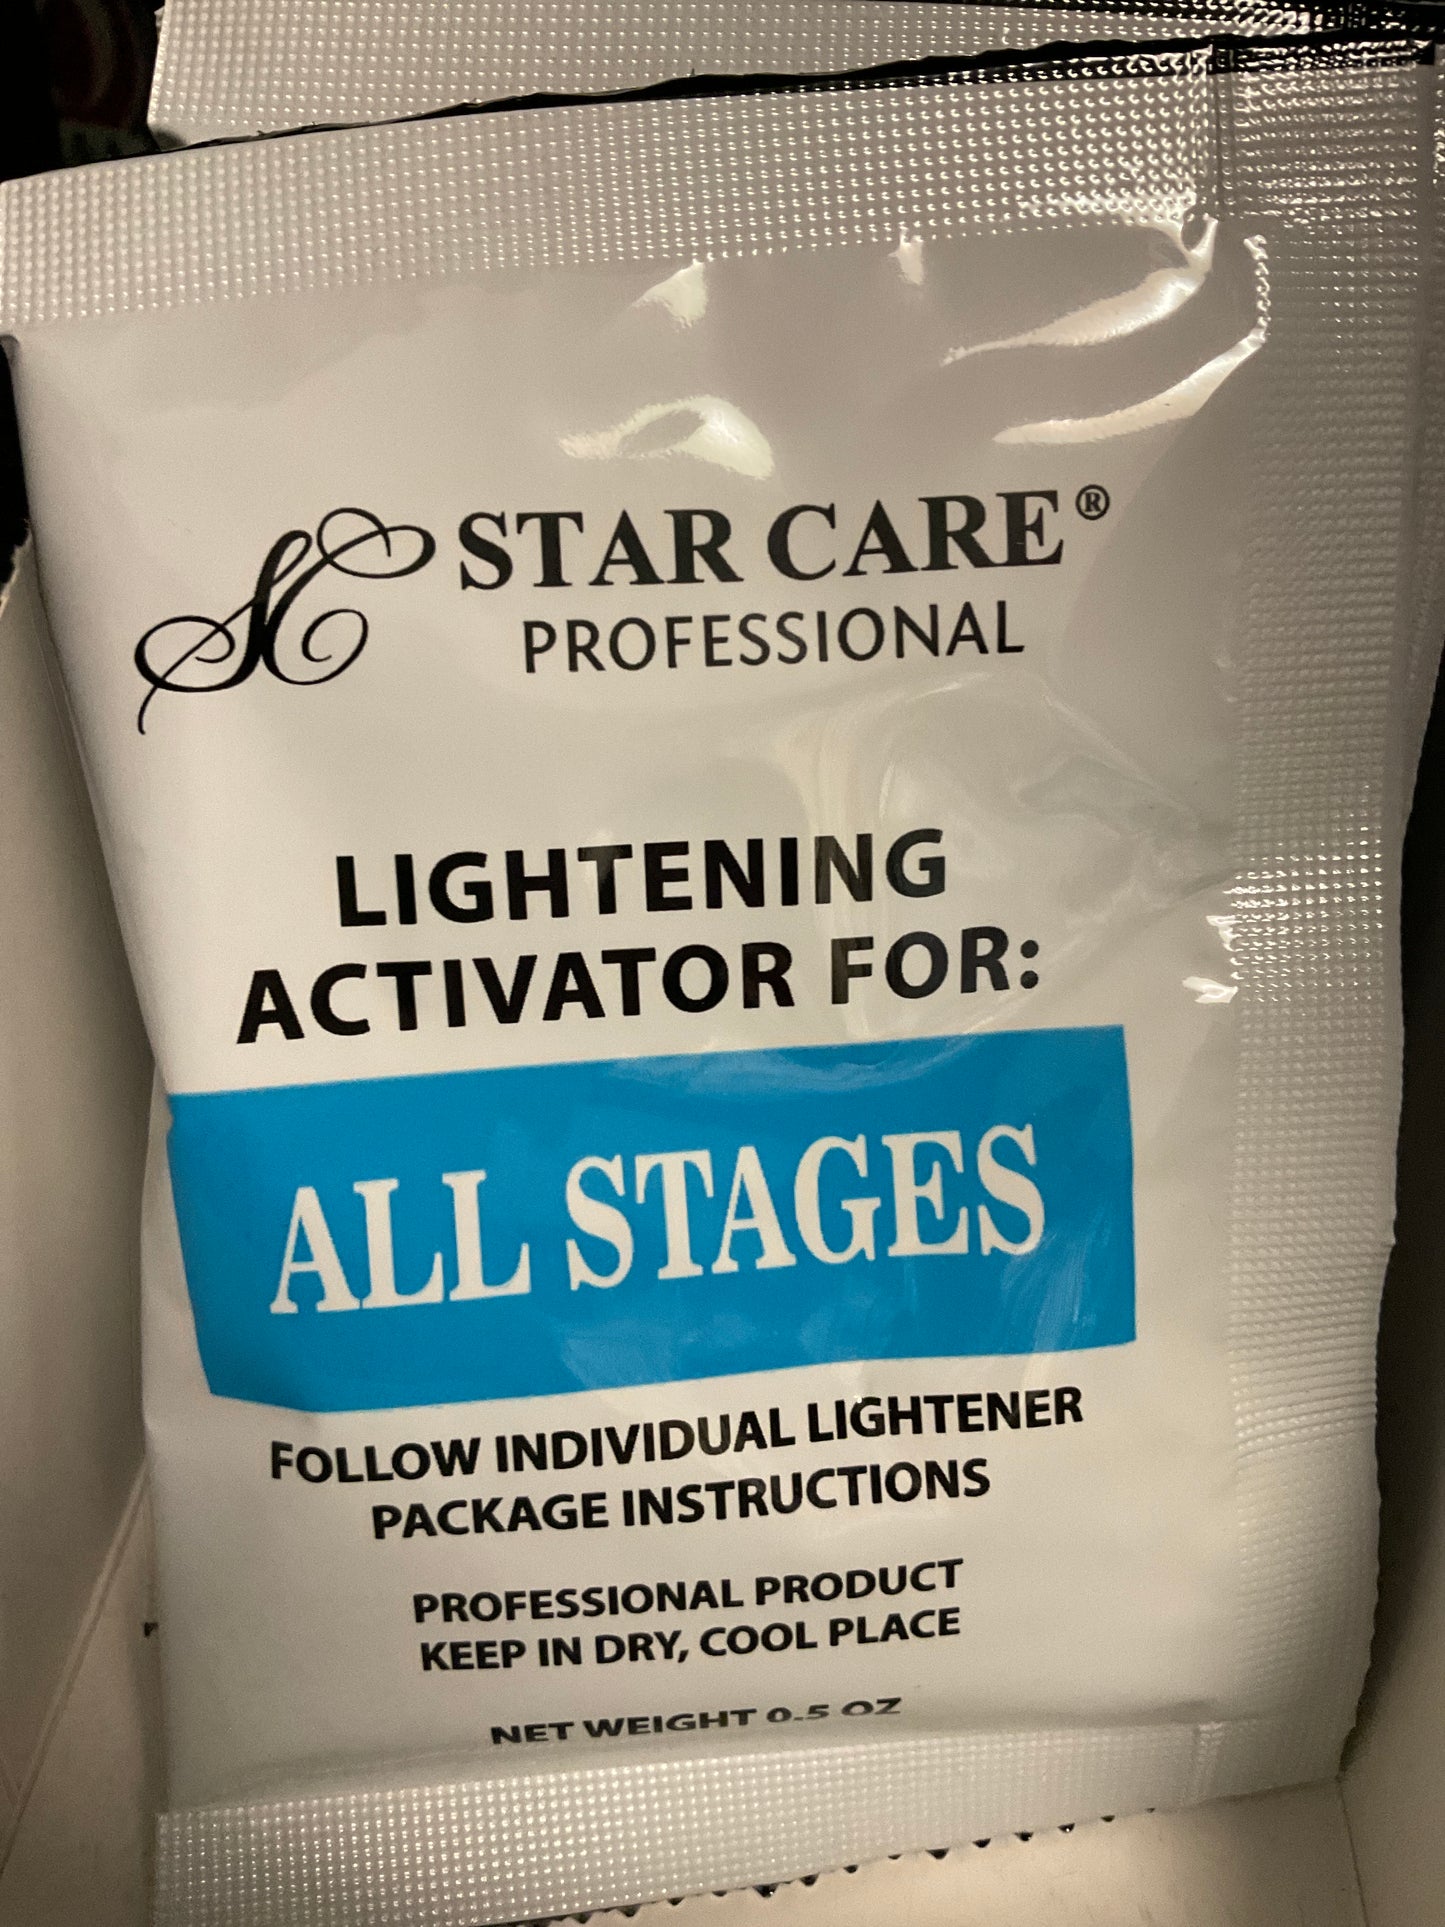 SC STAR CARE®
PROFESSIONAL
LIGHTENING
ACTIVATOR FOR:
ALL STAGES
FOLLOW INDIVIDUAL LIGHTENER
PACKAGE INSTRUCTIONS
PROFESSIONAL PRODUCT
KEEP IN DRY, COOL PLACE
NET WEIGHT 0.5 OZ